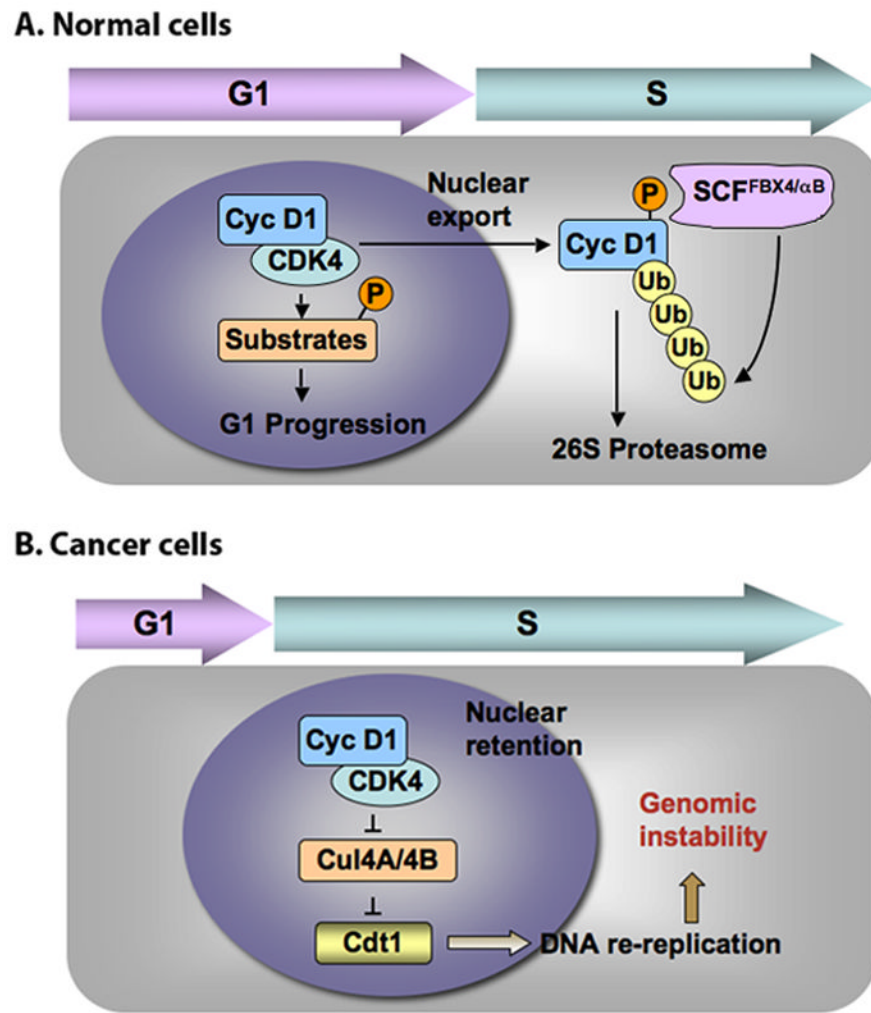 A. Normal cells
G1
S
Nuclear
export
Cyc D1
CDK4
P
Substrates
G1 Progression
P
SCFFBX4/αB
Cyc D1
Ub
Ub
Ub
Ub
26S Proteasome
B. Cancer cells
G1
S
Nuclear
retention
Cyc D1
CDK4
Cul4A/4B
Cdt1
Genomic
instability
DNA re-replication